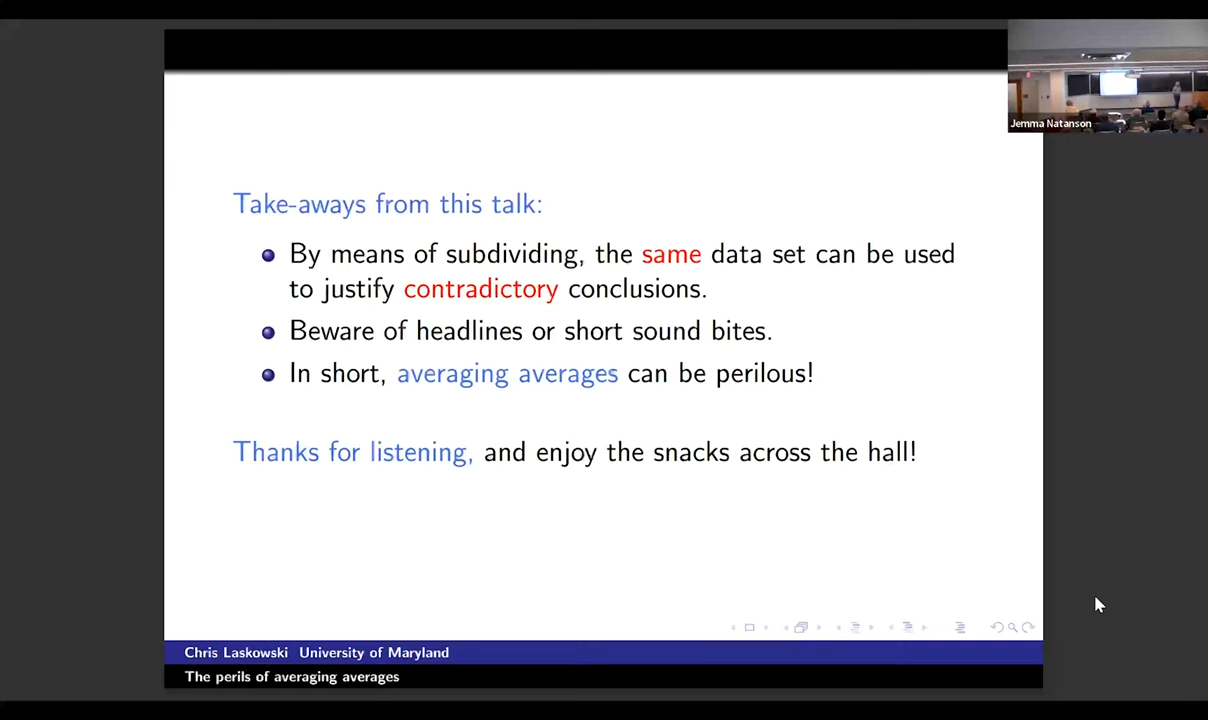 Jemma Natanson
Take-aways from this talk:
By means of subdividing, the same data set can be used
to justify contradictory conclusions.
Beware of headlines or short sound bites.
In short, averaging averages can be perilous!
Thanks for listening, and enjoy the snacks across the hall!
Chris Laskowski University of Maryland
The perils of averaging averages